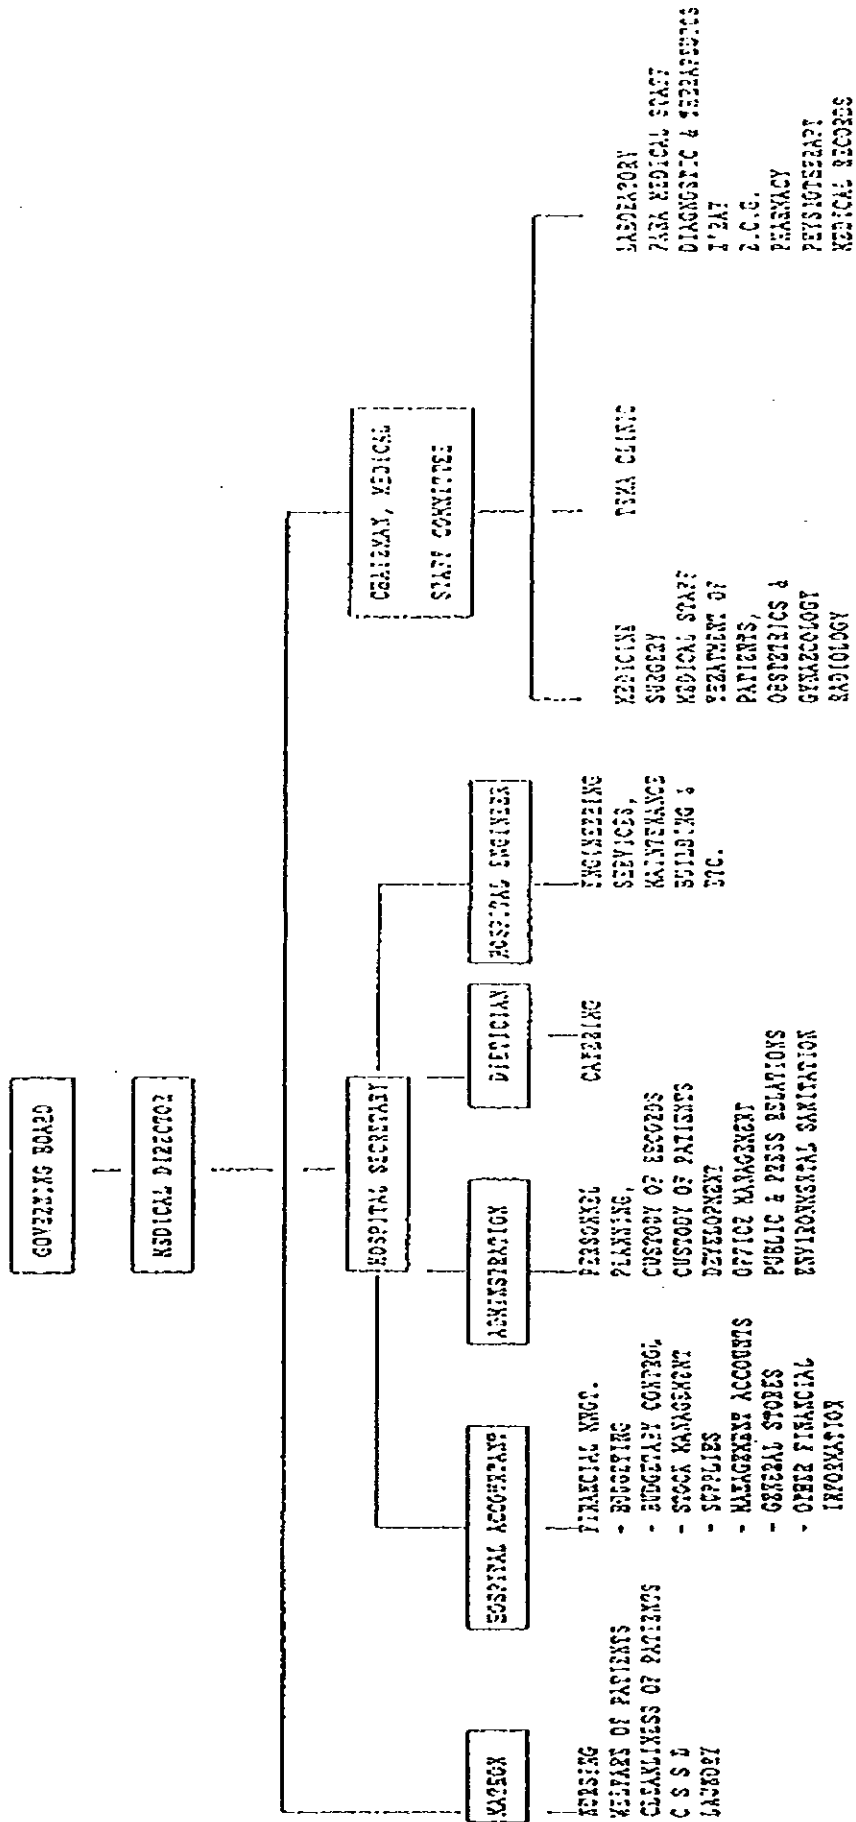 GOVERNING BOARD
MEDICAL DIRECTOR
HOSPITAL SECRETARY
CHAIRMAN, MEDICAL
STAFF COMMITTEE
MATRON
HOSPITAL ACCOUNTANT
ADMINSTRATION
DIETICIAN
HOSPITAL ENGINEER
NURSING
WELFARE OF PATIENTS
CLEANLINESS OF PATIENTS
C S S D
LAUNDRY
FINANCIAL MNGT.
- BUDGETING
- BUDGETARY CONTROL
- STOCK MANAGEMENT
- SUPPLIES
- MANAGEMENT ACCOUNTS
- GENERAL STORES
- OTHER FINANCIAL
INFORMATION
PERSONNEL
PLANNING,
CUSTODY OF RECORDS
CUSTODY OF PATIENTS
DEVELOPMENT
OFFICE MANAGEMENT
PUBLIC & PRESS RELATIONS
ENVIRONMENTAL SANITATION
CATERING
ENGINEERING
SERVICES,
MAINTENANCE
BUILDING &
ETC.
MEDICINE
SURGERY
MEDICAL STAFF
TREATMENT OF
PATIENTS,
OBSTETRICS &
GYNAECOLOGY
RADIOLOGY
TEMA CLINIC
LABORATORY
PARA MEDICAL STAFF
DIAGNOSTIC & THERAPEUTICS
X'RAY
E.C.G.
PHARMACY
PHYSIOTERAPY
MEDICAL RECORDS